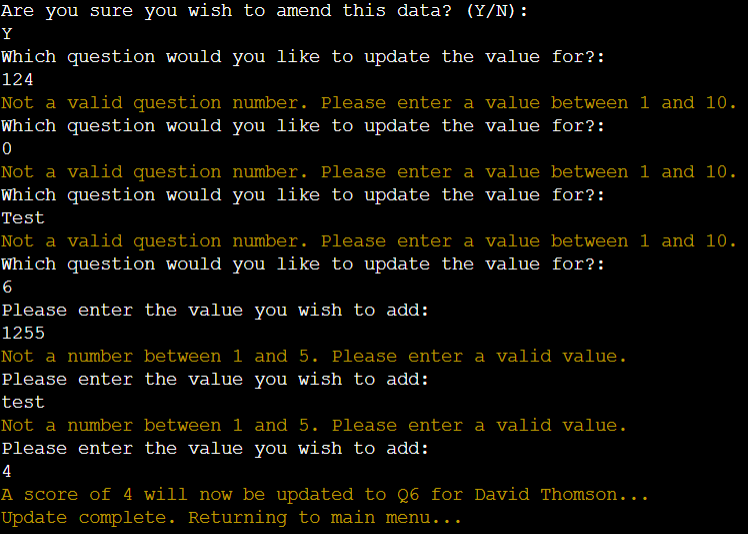 Are you sure you wish to amend this data? (Y/N):
Y
Which question would you like to update the value for?:
124
Not a valid question number. Please enter a value between 1 and 10.
Which question would you like to update the value for?:
0
Not a valid question number. Please enter a value between 1 and 10.
Which question would you like to update the value for?:
Test
Not a valid question number. Please enter a value between 1 and 10.
Which question would you like to update the value for?:
6
Please enter the value you wish to add:
1255
Not a number between 1 and 5. Please enter a valid value.
Please enter the value you wish to add:
test
Not a number between 1 and 5. Please enter a valid value.
Please enter the value you wish to add:
4
A score of 4 will now be updated to Q6 for David Thomson...
Update complete. Returning to main menu...